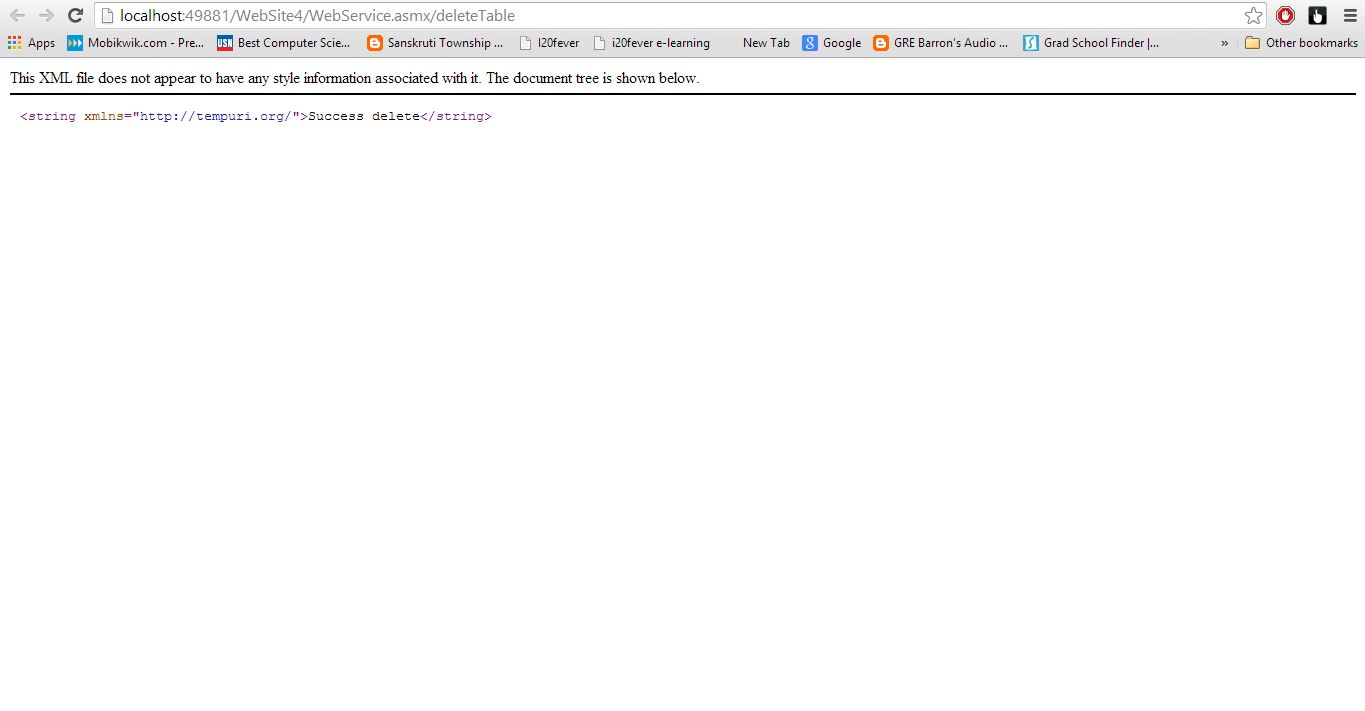 localhost:49881/WebSite4/WebService.asmx/deleteTable
Apps Mobikwik.com - Pre... USN Best Computer Scie... Sanskruti Township ... I20fever i20fever e-learning New Tab Google GRE Barron's Audio ... Grad School Finder |... » Other bookmarks
This XML file does not appear to have any style information associated with it. The document tree is shown below.
<string xmlns="http://tempuri.org/">Success delete</string>